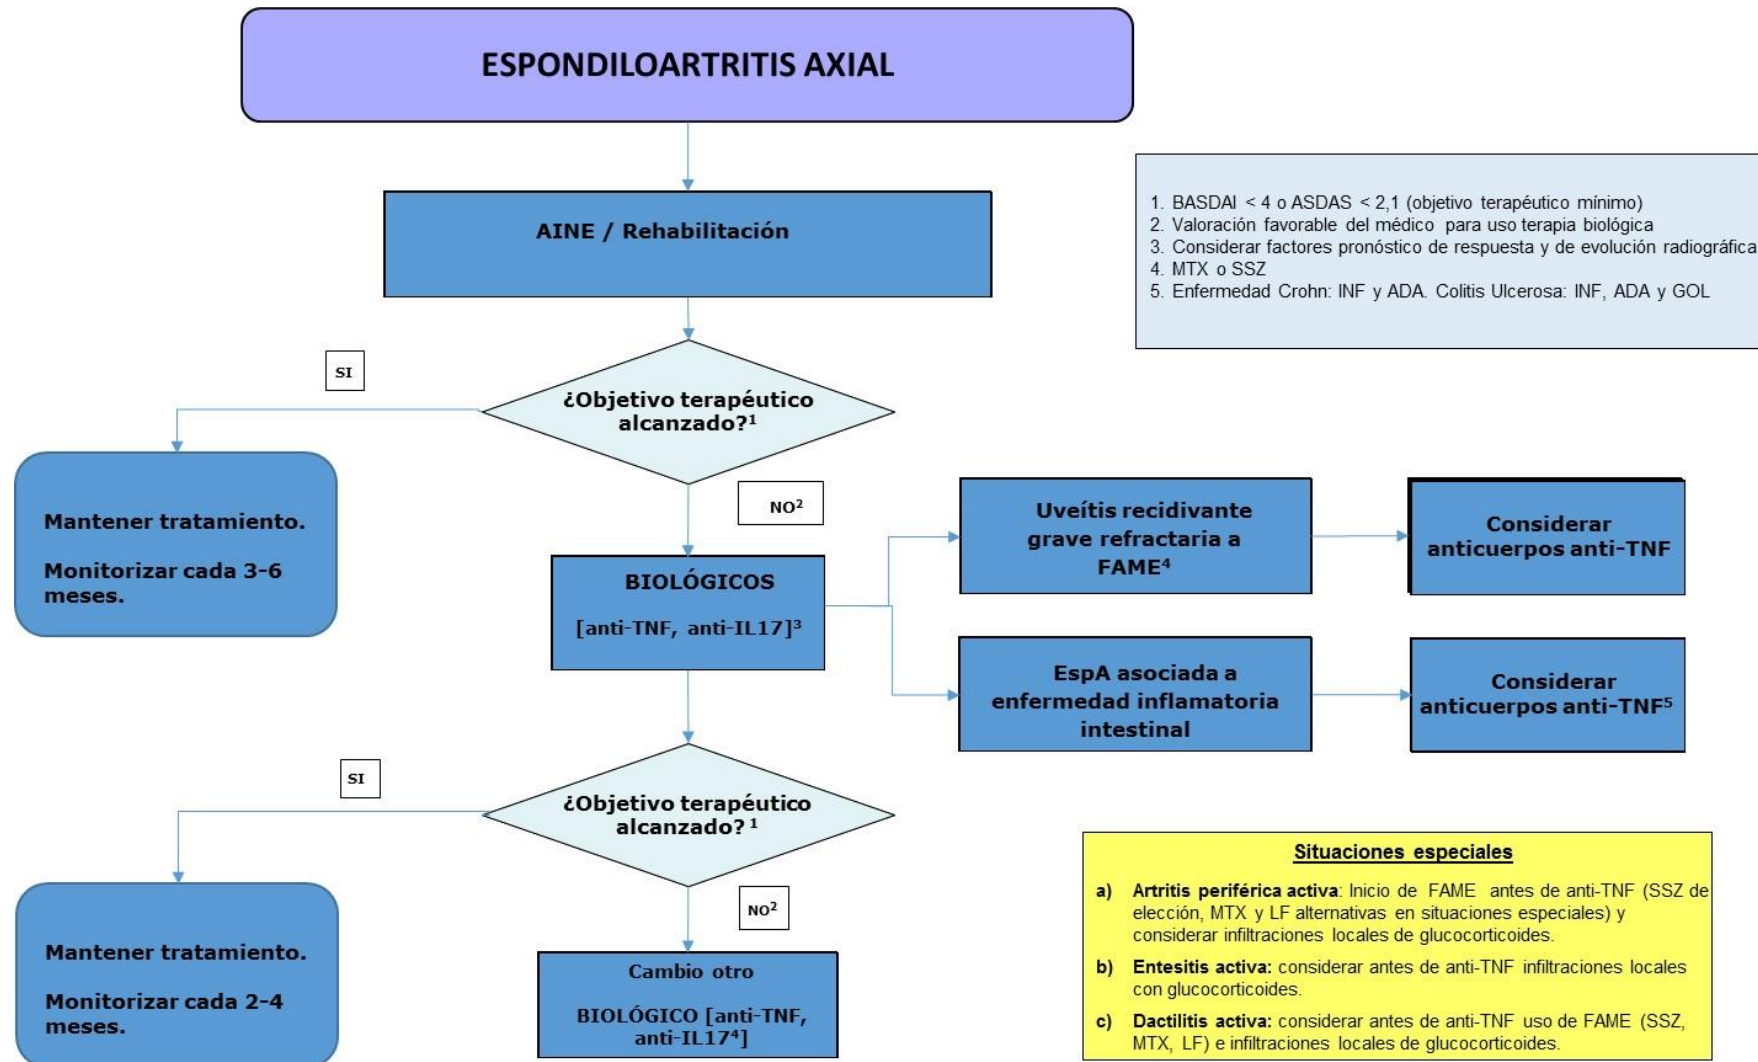 ESPONDILOARTRITIS AXIAL
AINE / Rehabilitación
1. BASDAI < 4 o ASDAS < 2,1 (objetivo terapéutico mínimo)
2. Valoración favorable del médico para uso terapia biológica
3. Considerar factores pronóstico de respuesta y de evolución radiográfica
4. MTX o SSZ
5. Enfermedad Crohn: INF y ADA. Colitis Ulcerosa: INF, ADA y GOL
¿Objetivo terapéutico
alcanzado?¹
SI
Mantener tratamiento.
Monitorizar cada 3-6
meses.
NO²
BIOLÓGICOS
[anti-TNF, anti-IL17]³
Uveítis recidivante
grave refractaria a
FAME⁴
Considerar
anticuerpos anti-TNF
EspA asociada a
enfermedad inflamatoria
intestinal
Considerar
anticuerpos anti-TNF⁵
¿Objetivo terapéutico
alcanzado? ¹
SI
Mantener tratamiento.
Monitorizar cada 2-4
meses.
NO²
Cambio otro
BIOLÓGICO [anti-TNF,
anti-IL17⁴]
Situaciones especiales
a) Artritis periférica activa: Inicio de FAME antes de anti-TNF (SSZ de
elección, MTX y LF alternativas en situaciones especiales) y
considerar infiltraciones locales de glucocorticoides.
b) Entesitis activa: considerar antes de anti-TNF infiltraciones locales
con glucocorticoides.
c) Dactilitis activa: considerar antes de anti-TNF uso de FAME (SSZ,
MTX, LF) e infiltraciones locales de glucocorticoides.